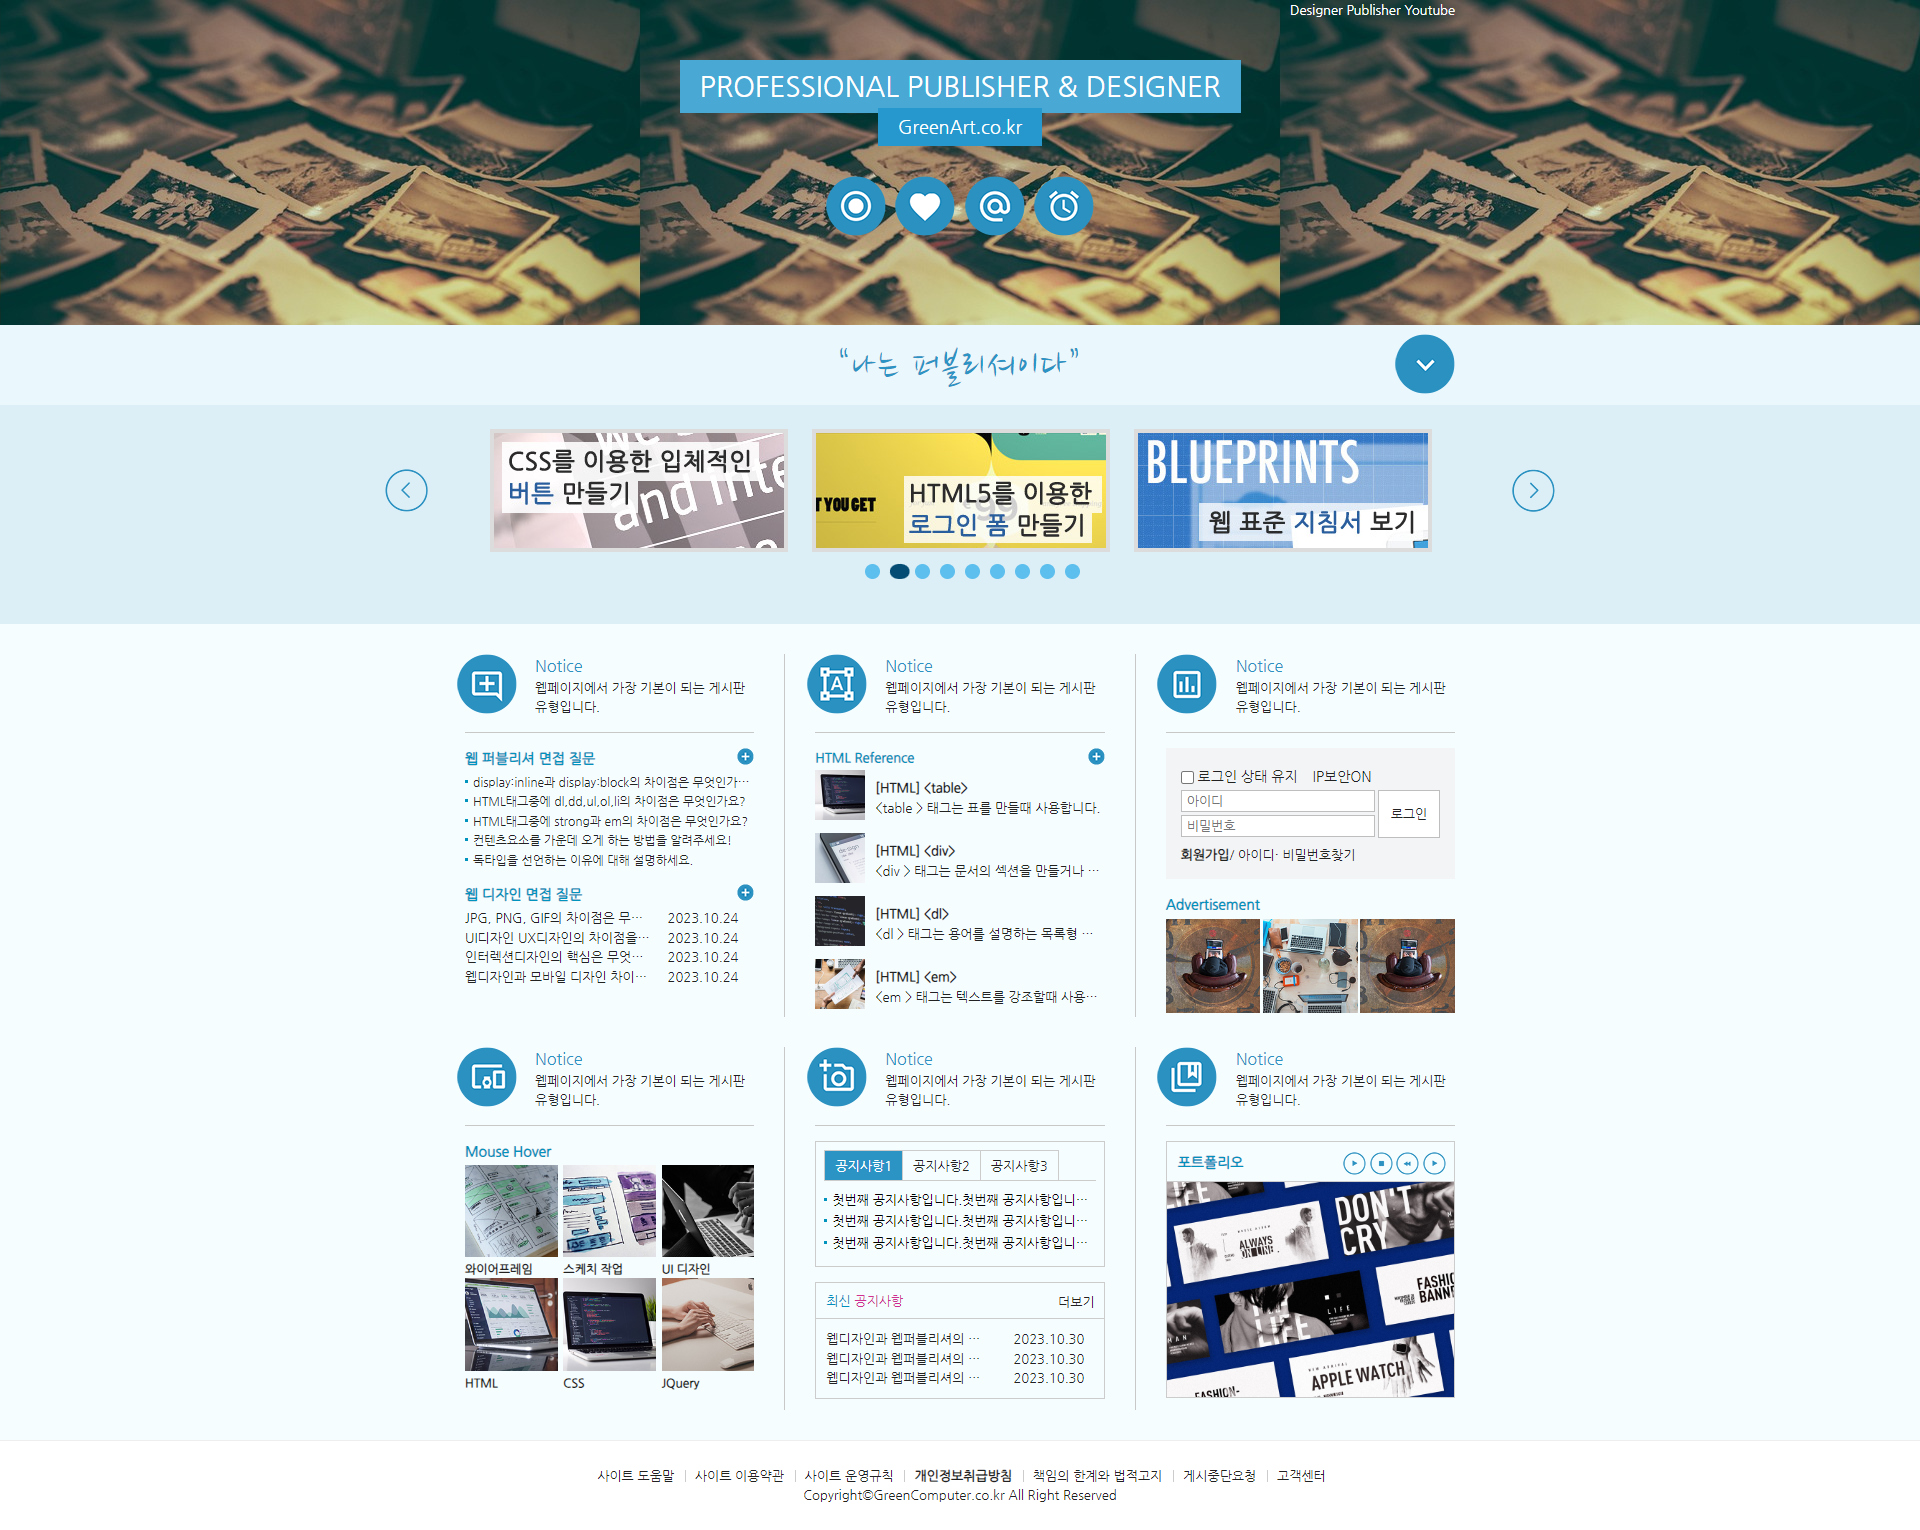 Designer Publisher Youtube
PROFESSIONAL PUBLISHER & DESIGNER
GreenArt.co.kr
“나는 퍼블리셔이다”
CSS를 이용한 입체적인
버튼 만들기
and inte
T YOU GET
HTML5를 이용한
로그인 폼 만들기
BLUEPRINTS
웹 표준 지침서 보기
Notice
웹페이지에서 가장 기본이 되는 게시판
유형입니다.
웹 퍼블리셔 면접 질문
display:inline과 display:block의 차이점은 무엇인가…
HTML태그중에 dl,dd,ul,ol,li의 차이점은 무엇인가요?
HTML태그중에 strong과 em의 차이점은 무엇인가요?
컨텐츠요소를 가운데 오게 하는 방법을 알려주세요!
독타입을 선언하는 이유에 대해 설명하세요.
웹 디자인 면접 질문
JPG, PNG, GIF의 차이점은 무… 2023.10.24
UI디자인 UX디자인의 차이점을… 2023.10.24
인터렉션디자인의 핵심은 무엇… 2023.10.24
웹디자인과 모바일 디자인 차이… 2023.10.24
Notice
웹페이지에서 가장 기본이 되는 게시판
유형입니다.
HTML Reference
[HTML] <table>
<table > 태그는 표를 만들때 사용합니다.
[HTML] <div>
<div > 태그는 문서의 섹션을 만들거나 …
[HTML] <dl>
<dl > 태그는 용어를 설명하는 목록형 …
[HTML] <em>
<em > 태그는 텍스트를 강조할때 사용…
Notice
웹페이지에서 가장 기본이 되는 게시판
유형입니다.
로그인 상태 유지 IP보안ON
아이디
비밀번호
로그인
회원가입/ 아이디· 비밀번호찾기
Advertisement
Notice
웹페이지에서 가장 기본이 되는 게시판
유형입니다.
Mouse Hover
와이어프레임 스케치 작업 UI 디자인
HTML CSS JQuery
Notice
웹페이지에서 가장 기본이 되는 게시판
유형입니다.
공지사항1 공지사항2 공지사항3
첫번째 공지사항입니다.첫번째 공지사항입니…
첫번째 공지사항입니다.첫번째 공지사항입니…
첫번째 공지사항입니다.첫번째 공지사항입니…
최신 공지사항 더보기
웹디자인과 웹퍼블리셔의 … 2023.10.30
웹디자인과 웹퍼블리셔의 … 2023.10.30
웹디자인과 웹퍼블리셔의 … 2023.10.30
Notice
웹페이지에서 가장 기본이 되는 게시판
유형입니다.
포트폴리오
LIFE
DON'T
CRY
ALWAYS
ON LINE.
FASHIO
BANNE
LIFE
LIFE
MAN
NEW ARRIVAL
APPLE WATCH
FASHION-
사이트 도움말 사이트 이용약관 사이트 운영규칙 개인정보취급방침 책임의 한계와 법적고지 게시중단요청 고객센터
Copyright©GreenComputer.co.kr All Right Reserved